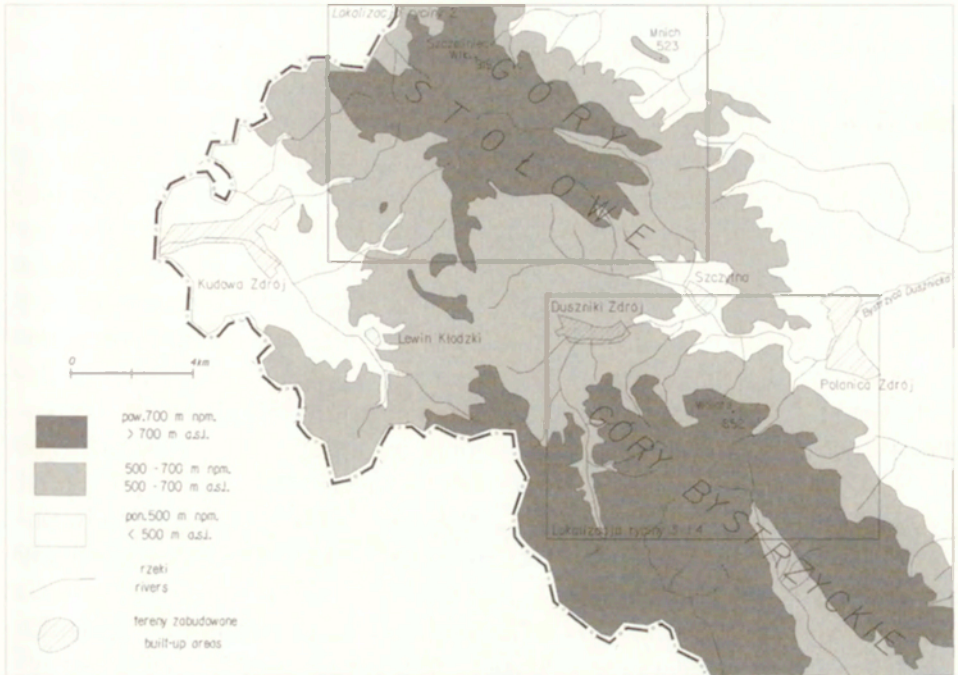 Lokalizacja ryciny 2
Szczeliniec
Wlk.
Mnich
523
GÓRY
STOŁOWE
Kudowa Zdrój
Szczytna
Bystrzyca Dusznicka
Duszniki Zdrój
Lewin Kłodzki
Polanica Zdrój
0 4km
pow.700 m npm.
> 700 m a.s.l.
500 - 700 m npm.
500 - 700 m a.s.l.
pon.500 m npm.
< 500 m a.s.l.
852
GÓRY
BYSTRZYCKIE
Lokalizacja ryciny 3 i 4
rzeki
rivers
tereny zabudowane
built-up areas